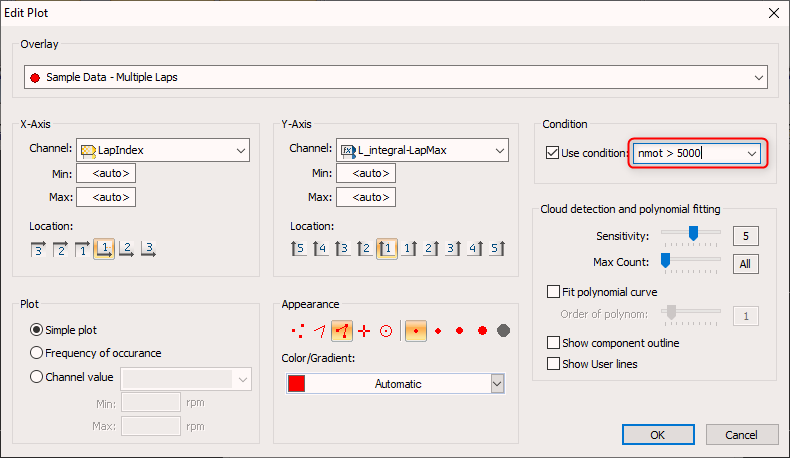 Edit Plot
Overlay
Sample Data - Multiple Laps
X-Axis
Channel: LapIndex
Min: <auto>
Max: <auto>
Location:
3 2 1 1 2 3
Y-Axis
Channel: fx L_integral-LapMax
Min: <auto>
Max: <auto>
Location:
5 4 3 2 1 1 2 3 4 5
Condition
Use condition: nmot > 5000
Cloud detection and polynomial fitting
Sensitivity: 5
Max Count: All
Fit polynomial curve
Order of polynom: 1
Show component outline
Show User lines
Plot
Simple plot
Frequency of occurance
Channel value
Min: rpm
Max: rpm
Appearance
Color/Gradient:
Automatic
OK Cancel